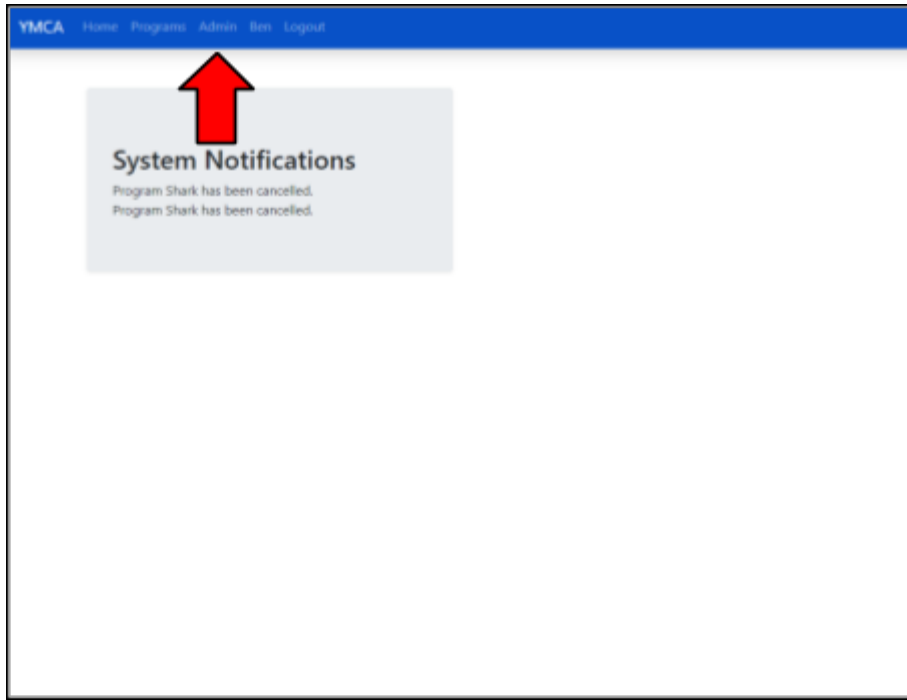 YMCA Home Programs Admin Ben Logout
System Notifications
Program Shark has been cancelled.
Program Shark has been cancelled.